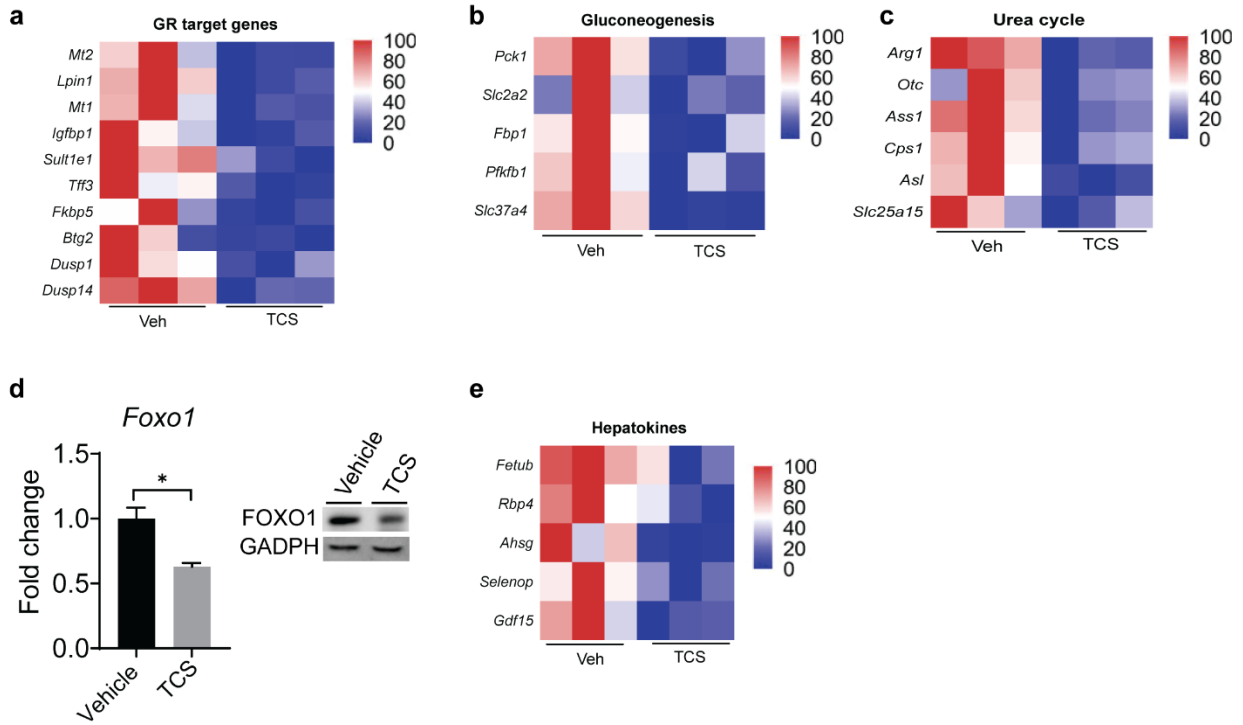 a
GR target genes
Mt2
Lpin1
Mt1
Igfbp1
Sult1e1
Tff3
Fkbp5
Btg2
Dusp1
Dusp14
100
80
60
40
20
0
Veh
TCS
b
Gluconeogenesis
Pck1
Slc2a2
Fbp1
Pfkfb1
Slc37a4
100
80
60
40
20
0
Veh
TCS
c
Urea cycle
Arg1
Otc
Ass1
Cps1
Asl
Slc25a15
100
80
60
40
20
0
Veh
TCS
d
Foxo1
Fold change
1.5
1.0
0.5
0.0
*
Vehicle
TCS
Vehicle
TCS
FOXO1
GADPH
e
Hepatokines
Fetub
Rbp4
Ahsg
Selenop
Gdf15
100
80
60
40
20
0
Veh
TCS